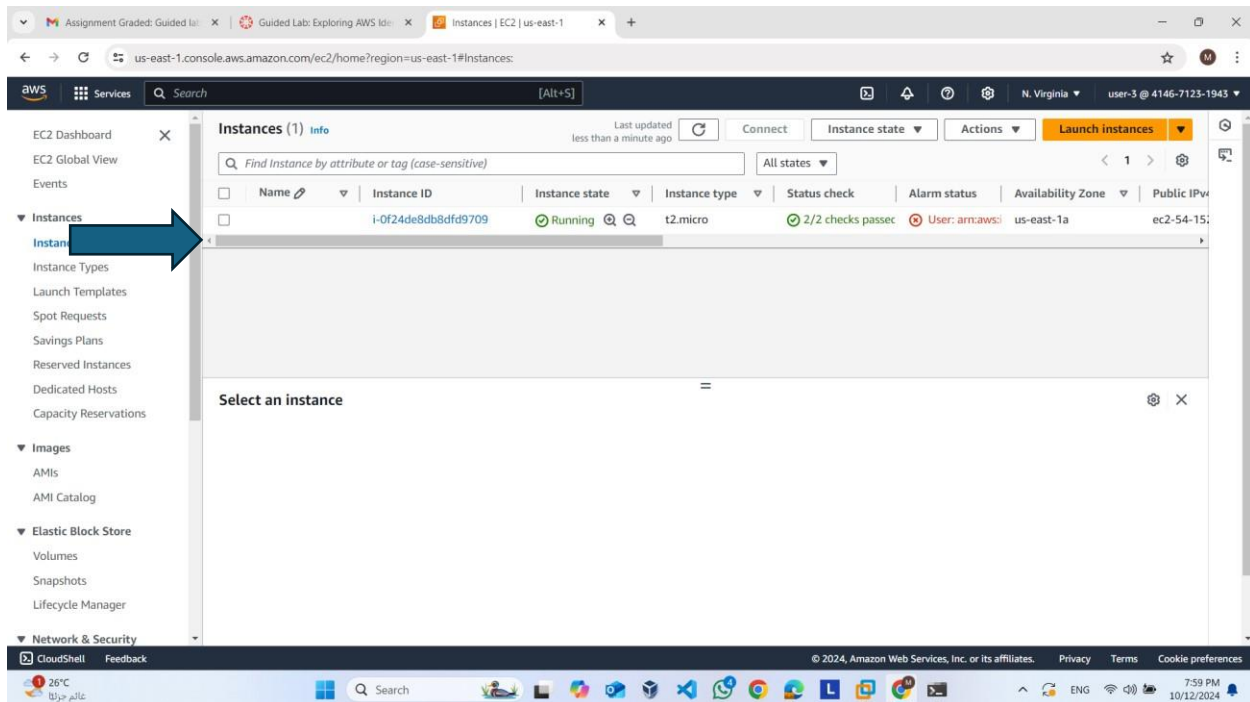 Assignment Graded: Guided lab
Guided Lab: Exploring AWS Ide
Instances | EC2 | us-east-1
us-east-1.console.aws.amazon.com/ec2/home?region=us-east-1#Instances:
M
aws Services Search [Alt+S] N. Virginia user-3 @ 4146-7123-1943
EC2 Dashboard
EC2 Global View
Events
Instances
Instan
Instance Types
Launch Templates
Spot Requests
Savings Plans
Reserved Instances
Dedicated Hosts
Capacity Reservations
Images
AMIs
AMI Catalog
Elastic Block Store
Volumes
Snapshots
Lifecycle Manager
Network & Security
Instances (1) Info
Last updated
less than a minute ago
Connect Instance state Actions Launch instances
Find Instance by attribute or tag (case-sensitive) All states 1
Name Instance ID Instance state Instance type Status check Alarm status Availability Zone Public IPv4
i-0f24de8db8dfd9709 Running t2.micro 2/2 checks passec User: arn:aws:i us-east-1a ec2-54-152
Select an instance
CloudShell Feedback © 2024, Amazon Web Services, Inc. or its affiliates. Privacy Terms Cookie preferences
1 26°C Search 4 L M ENG 7:59 PM
غائم جزئيًا 10/12/2024